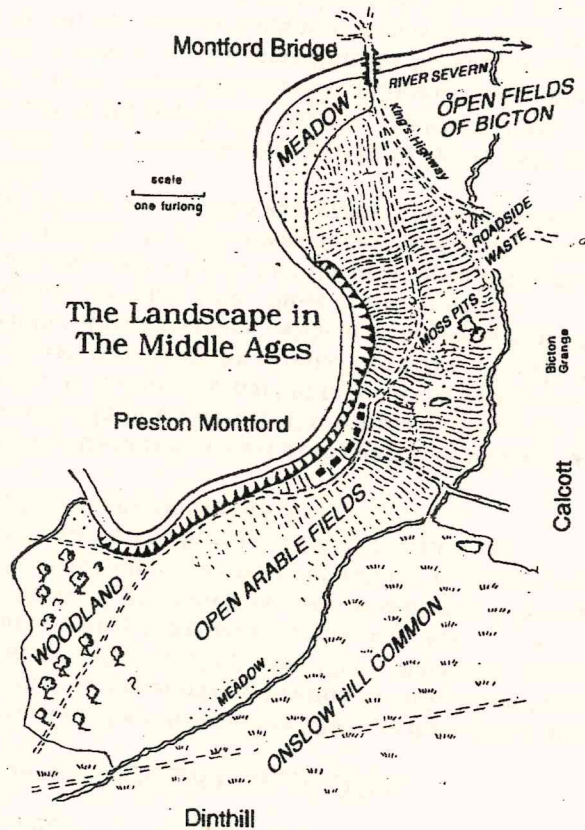 Montford Bridge
RIVER SEVERN
MEADOW
OPEN FIELDS
OF BICTON
King's Highway
scale
one furlong
ROADSIDE
WASTE
The Landscape in
The Middle Ages
MOSS PITS
Bicton
Grange
Preston Montford
Calcott
OPEN ARABLE FIELDS
WOODLAND
?
MEADOW
ONSLOW HILL COMMON
Dinthill